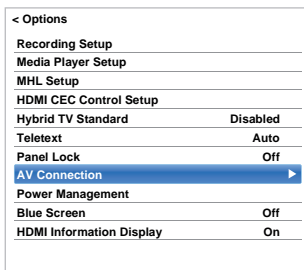 < Options
Recording Setup
Media Player Setup
MHL Setup
HDMI CEC Control Setup
Hybrid TV Standard Disabled
Teletext Auto
Panel Lock Off
AV Connection
Power Management
Blue Screen Off
HDMI Information Display On